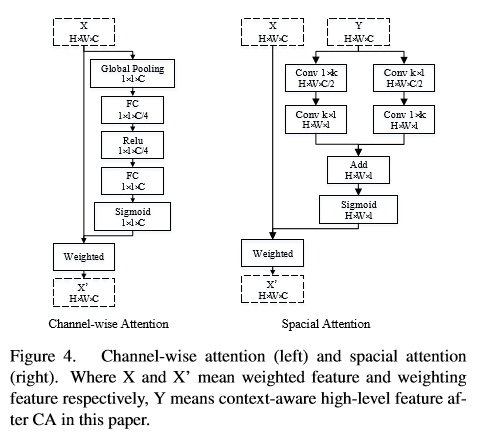 X
H×W×C
Global Pooling
1×1×C
FC
1×1×C/4
Relu
1×1×C/4
FC
1×1×C
Sigmoid
1×1×C
Weighted
X'
H×W×C
Channel-wise Attention
X
H×W×C
Y
H×W×C
Conv 1×k
H×W×C/2
Conv k×1
H×W×C/2
Conv k×1
H×W×1
Conv 1×k
H×W×1
Add
H×W×1
Sigmoid
H×W×1
Weighted
X'
H×W×C
Spacial Attention
Figure 4. Channel-wise attention (left) and spacial attention
(right). Where X and X' mean weighted feature and weighting
feature respectively, Y means context-aware high-level feature af-
ter CA in this paper.